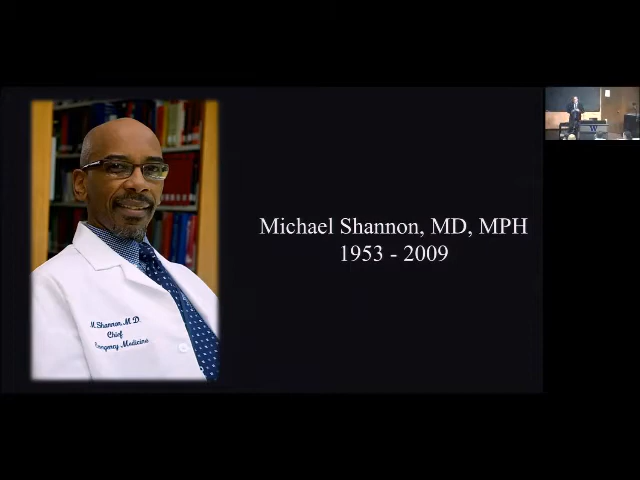 Michael Shannon, MD, MPH
1953 - 2009
M. Shannon, M.D.
Chief
Emergency Medicine